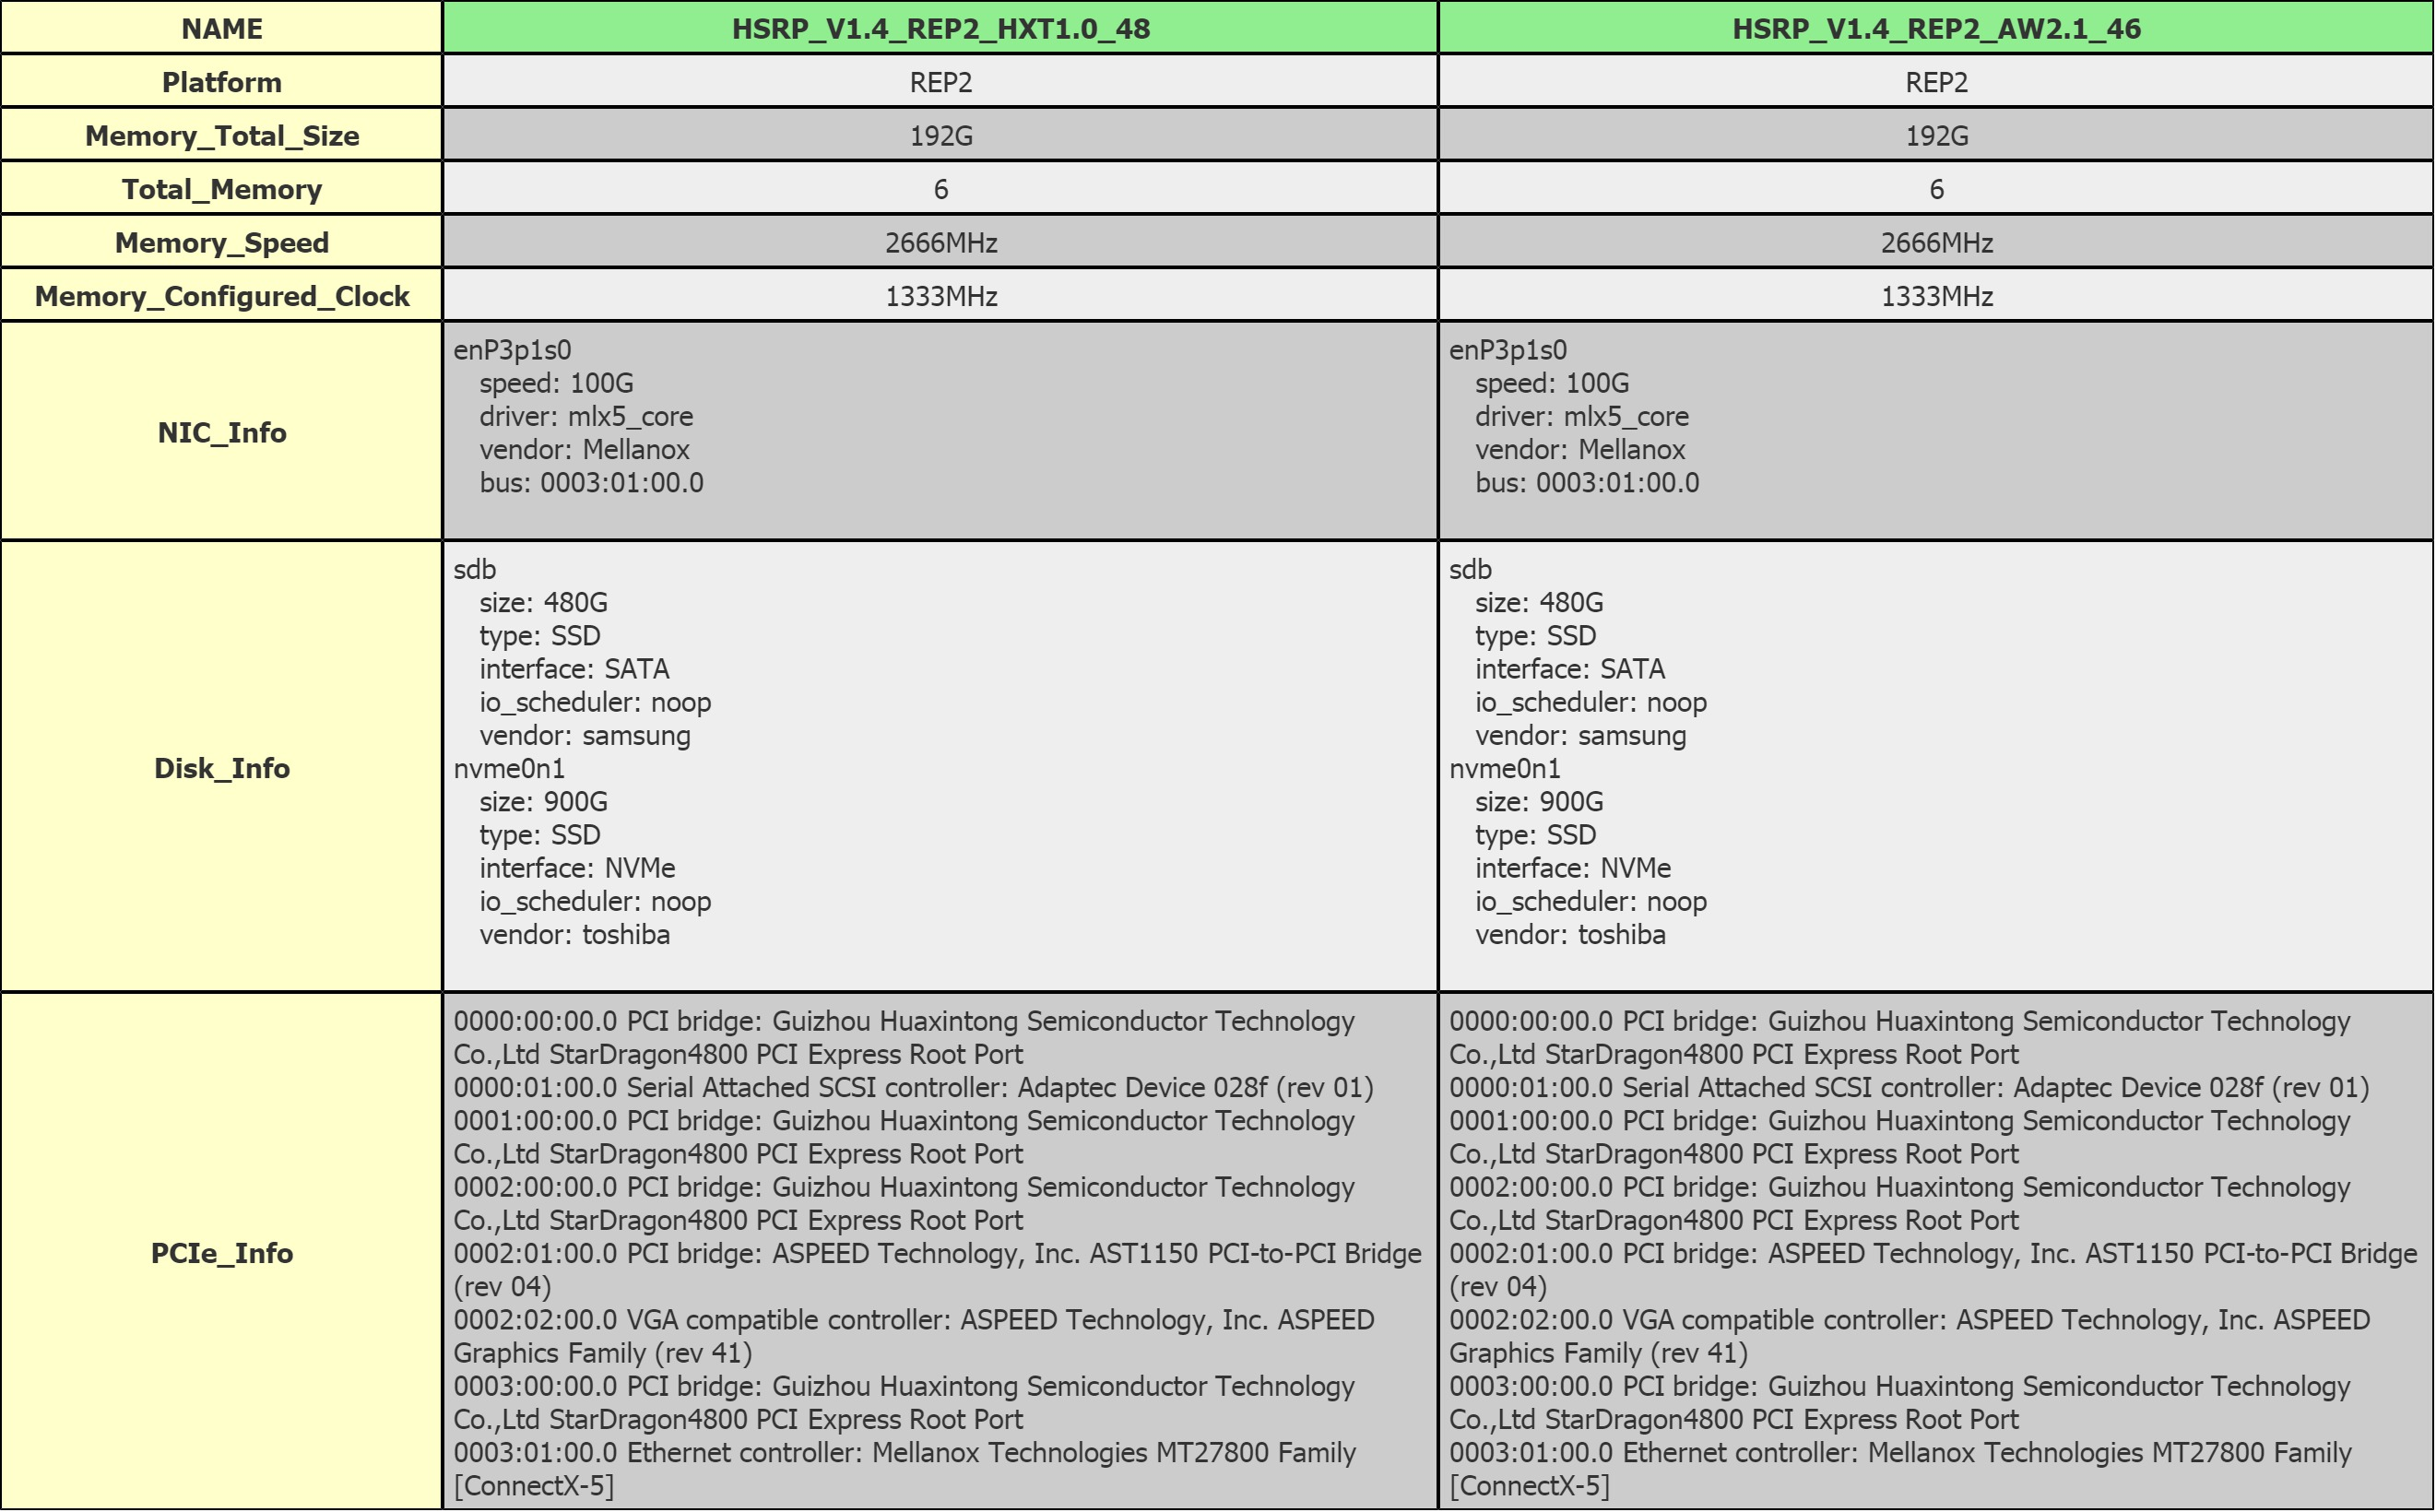 NAME
HSRP_V1.4_REP2_HXT1.0_48
HSRP_V1.4_REP2_AW2.1_46
Platform
REP2
REP2
Memory_Total_Size
192G
192G
Total_Memory
6
6
Memory_Speed
2666MHz
2666MHz
Memory_Configured_Clock
1333MHz
1333MHz
NIC_Info
enP3p1s0
speed: 100G
driver: mlx5_core
vendor: Mellanox
bus: 0003:01:00.0
enP3p1s0
speed: 100G
driver: mlx5_core
vendor: Mellanox
bus: 0003:01:00.0
Disk_Info
sdb
size: 480G
type: SSD
interface: SATA
io_scheduler: noop
vendor: samsung
nvme0n1
size: 900G
type: SSD
interface: NVMe
io_scheduler: noop
vendor: toshiba
sdb
size: 480G
type: SSD
interface: SATA
io_scheduler: noop
vendor: samsung
nvme0n1
size: 900G
type: SSD
interface: NVMe
io_scheduler: noop
vendor: toshiba
PCIe_Info
0000:00:00.0 PCI bridge: Guizhou Huaxintong Semiconductor Technology
Co.,Ltd StarDragon4800 PCI Express Root Port
0000:01:00.0 Serial Attached SCSI controller: Adaptec Device 028f (rev 01)
0001:00:00.0 PCI bridge: Guizhou Huaxintong Semiconductor Technology
Co.,Ltd StarDragon4800 PCI Express Root Port
0002:00:00.0 PCI bridge: Guizhou Huaxintong Semiconductor Technology
Co.,Ltd StarDragon4800 PCI Express Root Port
0002:01:00.0 PCI bridge: ASPEED Technology, Inc. AST1150 PCI-to-PCI Bridge
(rev 04)
0002:02:00.0 VGA compatible controller: ASPEED Technology, Inc. ASPEED
Graphics Family (rev 41)
0003:00:00.0 PCI bridge: Guizhou Huaxintong Semiconductor Technology
Co.,Ltd StarDragon4800 PCI Express Root Port
0003:01:00.0 Ethernet controller: Mellanox Technologies MT27800 Family
[ConnectX-5]
0000:00:00.0 PCI bridge: Guizhou Huaxintong Semiconductor Technology
Co.,Ltd StarDragon4800 PCI Express Root Port
0000:01:00.0 Serial Attached SCSI controller: Adaptec Device 028f (rev 01)
0001:00:00.0 PCI bridge: Guizhou Huaxintong Semiconductor Technology
Co.,Ltd StarDragon4800 PCI Express Root Port
0002:00:00.0 PCI bridge: Guizhou Huaxintong Semiconductor Technology
Co.,Ltd StarDragon4800 PCI Express Root Port
0002:01:00.0 PCI bridge: ASPEED Technology, Inc. AST1150 PCI-to-PCI Bridge
(rev 04)
0002:02:00.0 VGA compatible controller: ASPEED Technology, Inc. ASPEED
Graphics Family (rev 41)
0003:00:00.0 PCI bridge: Guizhou Huaxintong Semiconductor Technology
Co.,Ltd StarDragon4800 PCI Express Root Port
0003:01:00.0 Ethernet controller: Mellanox Technologies MT27800 Family
[ConnectX-5]